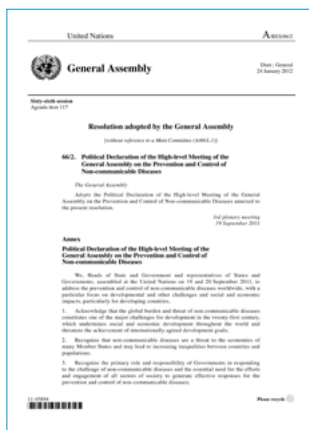 United Nations
A/RES/66/2
General Assembly
Distr.: General
24 January 2012
Sixty-sixth session
Agenda item 117
Resolution adopted by the General Assembly
[without reference to a Main Committee (A/66/L.1)]
66/2. Political Declaration of the High-level Meeting of the
General Assembly on the Prevention and Control of
Non-communicable Diseases
The General Assembly
Adopts the Political Declaration of the High-level Meeting of the General
Assembly on the Prevention and Control of Non-communicable Diseases annexed to
the present resolution.
3rd plenary meeting
19 September 2011
Annex
Political Declaration of the High-level Meeting of the
General Assembly on the Prevention and Control of
Non-communicable Diseases
We, Heads of State and Government and representatives of States and
Governments, assembled at the United Nations on 19 and 20 September 2011, to
address the prevention and control of non-communicable diseases worldwide, with a
particular focus on developmental and other challenges and social and economic
impacts, particularly for developing countries,
1. Acknowledge that the global burden and threat of non-communicable diseases
constitutes one of the major challenges for development in the twenty-first century,
which undermines social and economic development throughout the world and
threatens the achievement of internationally agreed development goals;
2. Recognize that non-communicable diseases are a threat to the economies of
many Member States and may lead to increasing inequalities between countries and
populations;
3. Recognize the primary role and responsibility of Governments in responding
to the challenge of non-communicable diseases and the essential need for the efforts
and engagement of all sectors of society to generate effective responses for the
prevention and control of non-communicable diseases;
11-45894
Please recycle